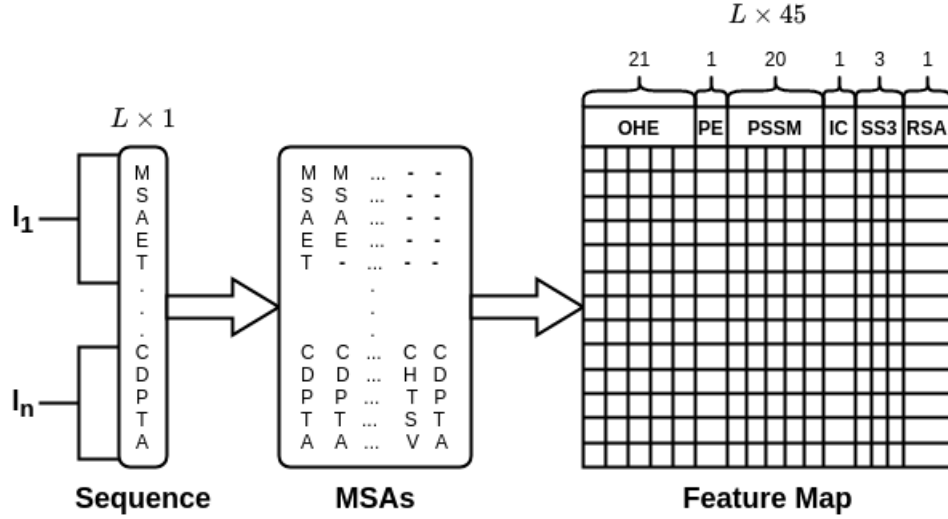 L × 45
21 1 20 1 3 1
L × 1
OHE PE PSSM IC SS3 RSA
M M M ... - -
S S S ... - -
A A A ... - -
I1
E E E ... - -
T T - ... - -
. .
. .
. .
C C C ... C C
D D D ... H D
In
P P P ... T P
T T T ... S T
A A A ... V A
Sequence MSAs Feature Map